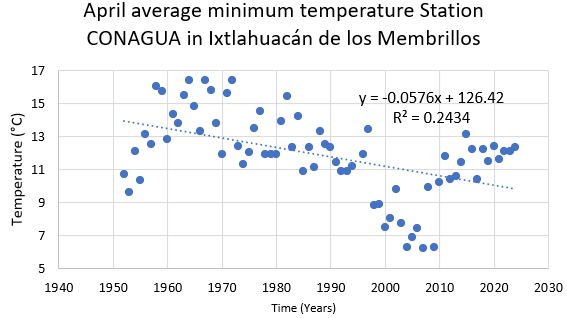 April average minimum temperature Station
CONAGUA in Ixtlahuacán de los Membrillos
17
15
13
11
9
7
5
Temperature (°C)
y = -0.0576x + 126.42
R² = 0.2434
1940 1950 1960 1970 1980 1990 2000 2010 2020 2030
Time (Years)